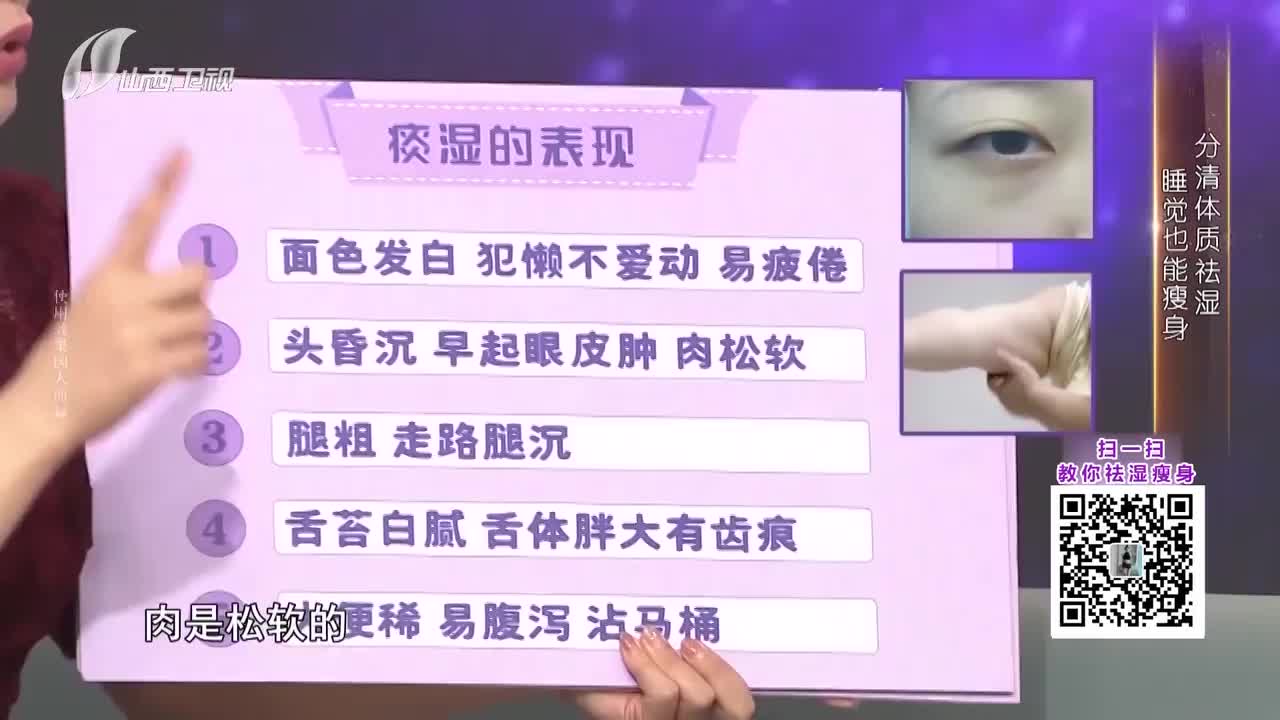 山西卫视
痰湿的表现
1 面色发白 犯懒不爱动 易疲倦
2 头昏沉 早起眼皮肿 肉松软
3 腿粗 走路腿沉
4 舌苔白腻 舌体胖大有齿痕
便稀 易腹泻 沾马桶
肉是松软的
分清体质祛湿
睡觉也能瘦身
扫一扫
教你祛湿瘦身